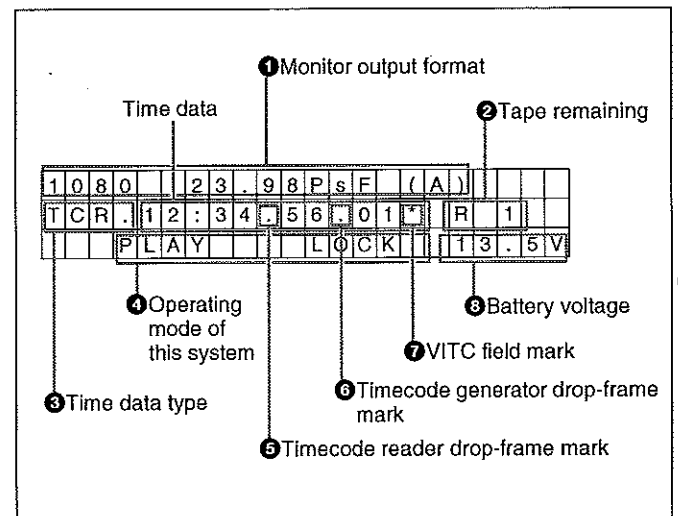 ❶Monitor output format
Time data
❷Tape remaining
1080 23.98PsF (A)
TCR.12:34.56.01* R 1
PLAY LOCK 13.5V
❹Operating
mode of
this system
❽Battery voltage
❼VITC field mark
❸Time data type
❻Timecode generator drop-frame
mark
❺Timecode reader drop-frame mark